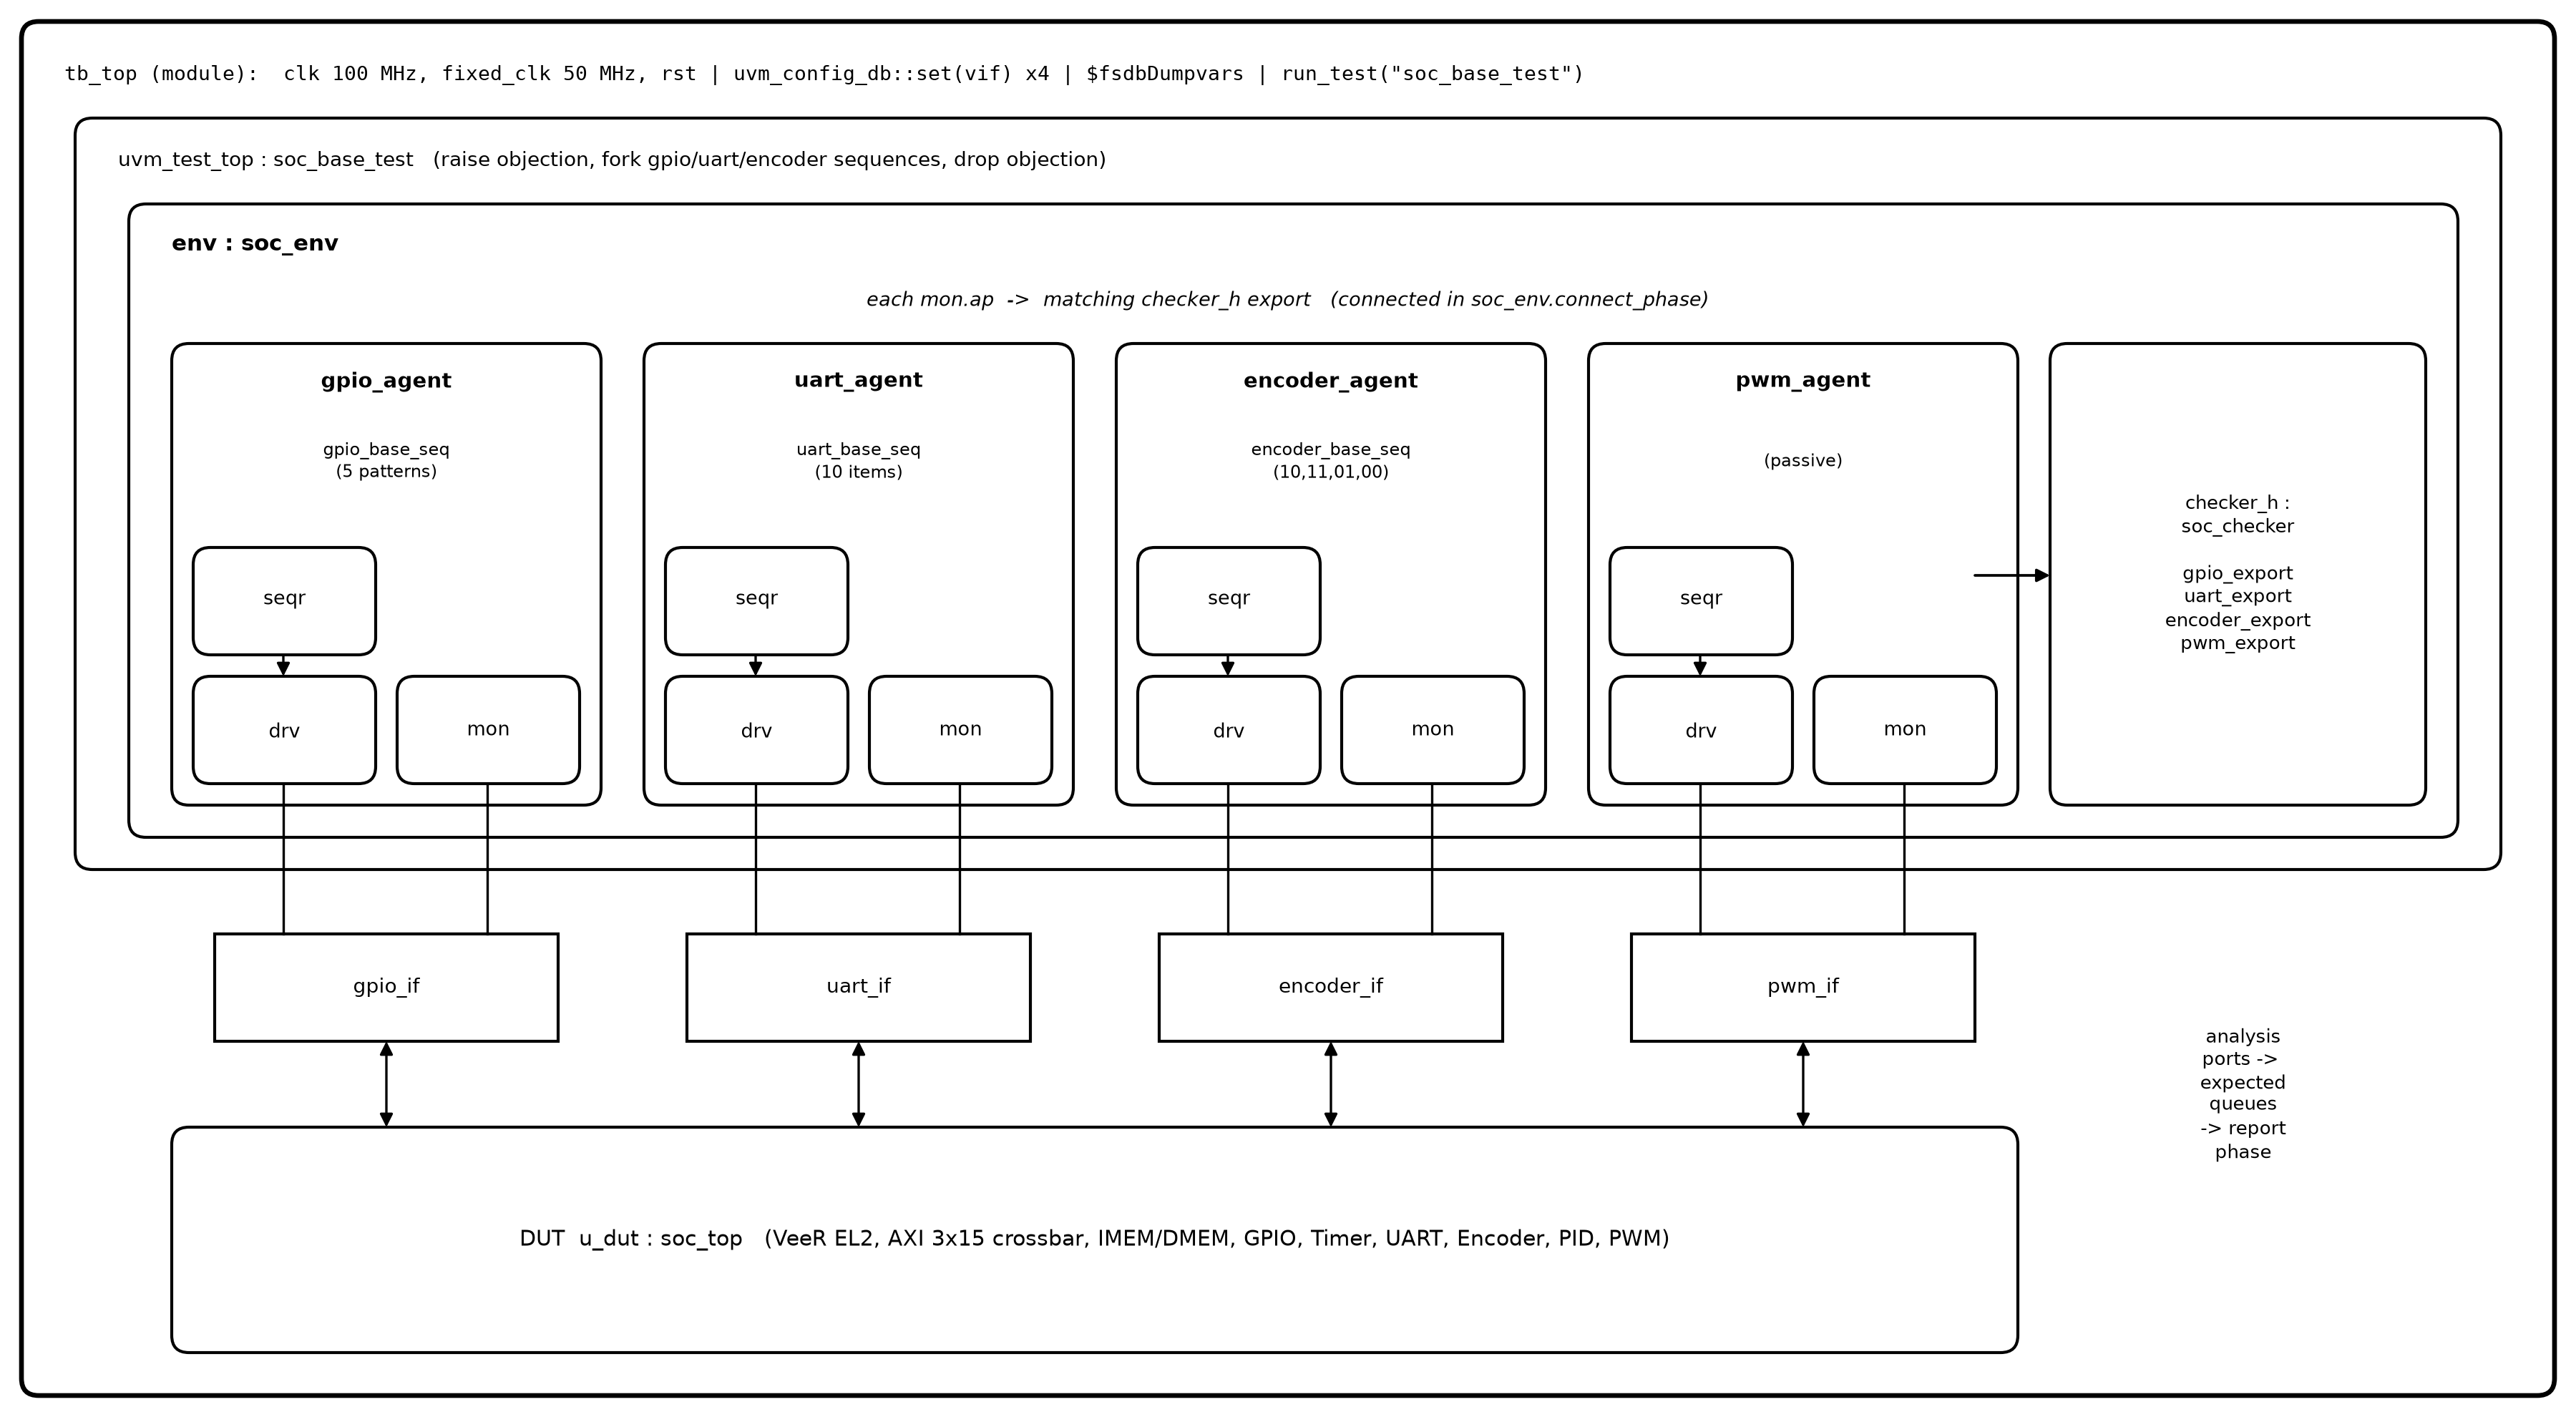 tb_top (module):  clk 100 MHz, fixed_clk 50 MHz, rst | uvm_config_db::set(vif) x4 | $fsdbDumpvars | run_test("soc_base_test")
uvm_test_top : soc_base_test   (raise objection, fork gpio/uart/encoder sequences, drop objection)
env : soc_env
each mon.ap  ->  matching checker_h export   (connected in soc_env.connect_phase)
gpio_agent
gpio_base_seq
(5 patterns)
seqr
drv
mon
uart_agent
uart_base_seq
(10 items)
seqr
drv
mon
encoder_agent
encoder_base_seq
(10,11,01,00)
seqr
drv
mon
pwm_agent
(passive)
seqr
drv
mon
checker_h :
soc_checker
gpio_export
uart_export
encoder_export
pwm_export
gpio_if
uart_if
encoder_if
pwm_if
analysis
ports ->
expected
queues
-> report
phase
DUT  u_dut : soc_top   (VeeR EL2, AXI 3x15 crossbar, IMEM/DMEM, GPIO, Timer, UART, Encoder, PID, PWM)